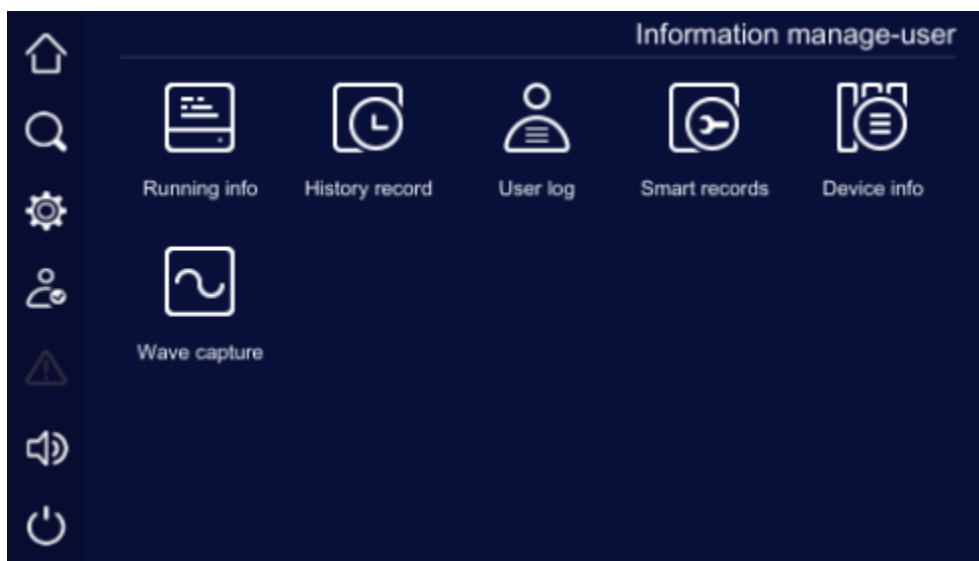 Information manage-user
Running info
History record
User log
Smart records
Device info
Wave capture